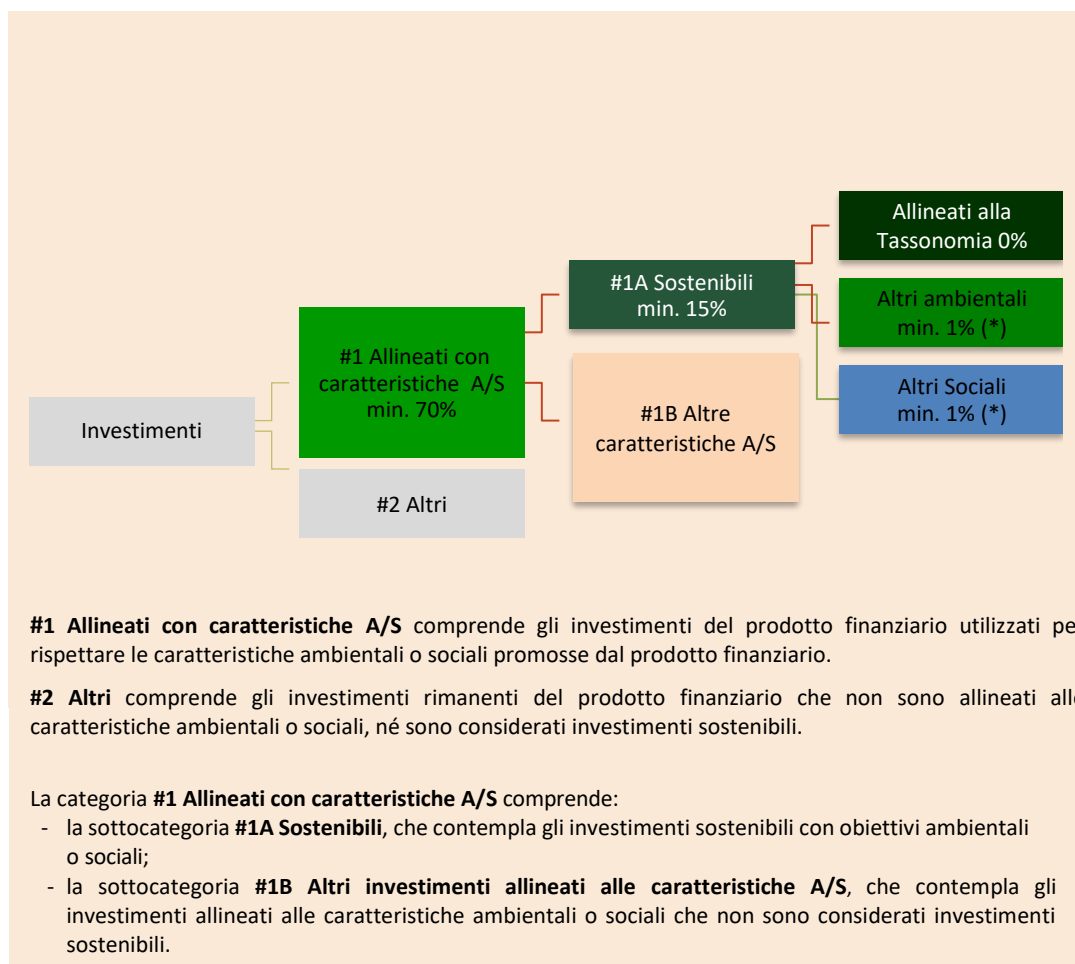 Allineati alla
Tassonomia 0%
#1A Sostenibili
min. 15%
Altri ambientali
min. 1% (*)
#1 Allineati con
caratteristiche A/S
min. 70%
Altri Sociali
min. 1% (*)
Investimenti
#1B Altre
caratteristiche A/S
#2 Altri
#1 Allineati con caratteristiche A/S comprende gli investimenti del prodotto finanziario utilizzati pe
rispettare le caratteristiche ambientali o sociali promosse dal prodotto finanziario.
#2 Altri comprende gli investimenti rimanenti del prodotto finanziario che non sono allineati alle
caratteristiche ambientali o sociali, né sono considerati investimenti sostenibili.
La categoria #1 Allineati con caratteristiche A/S comprende:
- la sottocategoria #1A Sostenibili, che contempla gli investimenti sostenibili con obiettivi ambientali
o sociali;
- la sottocategoria #1B Altri investimenti allineati alle caratteristiche A/S, che contempla gli
investimenti allineati alle caratteristiche ambientali o sociali che non sono considerati investimenti
sostenibili.